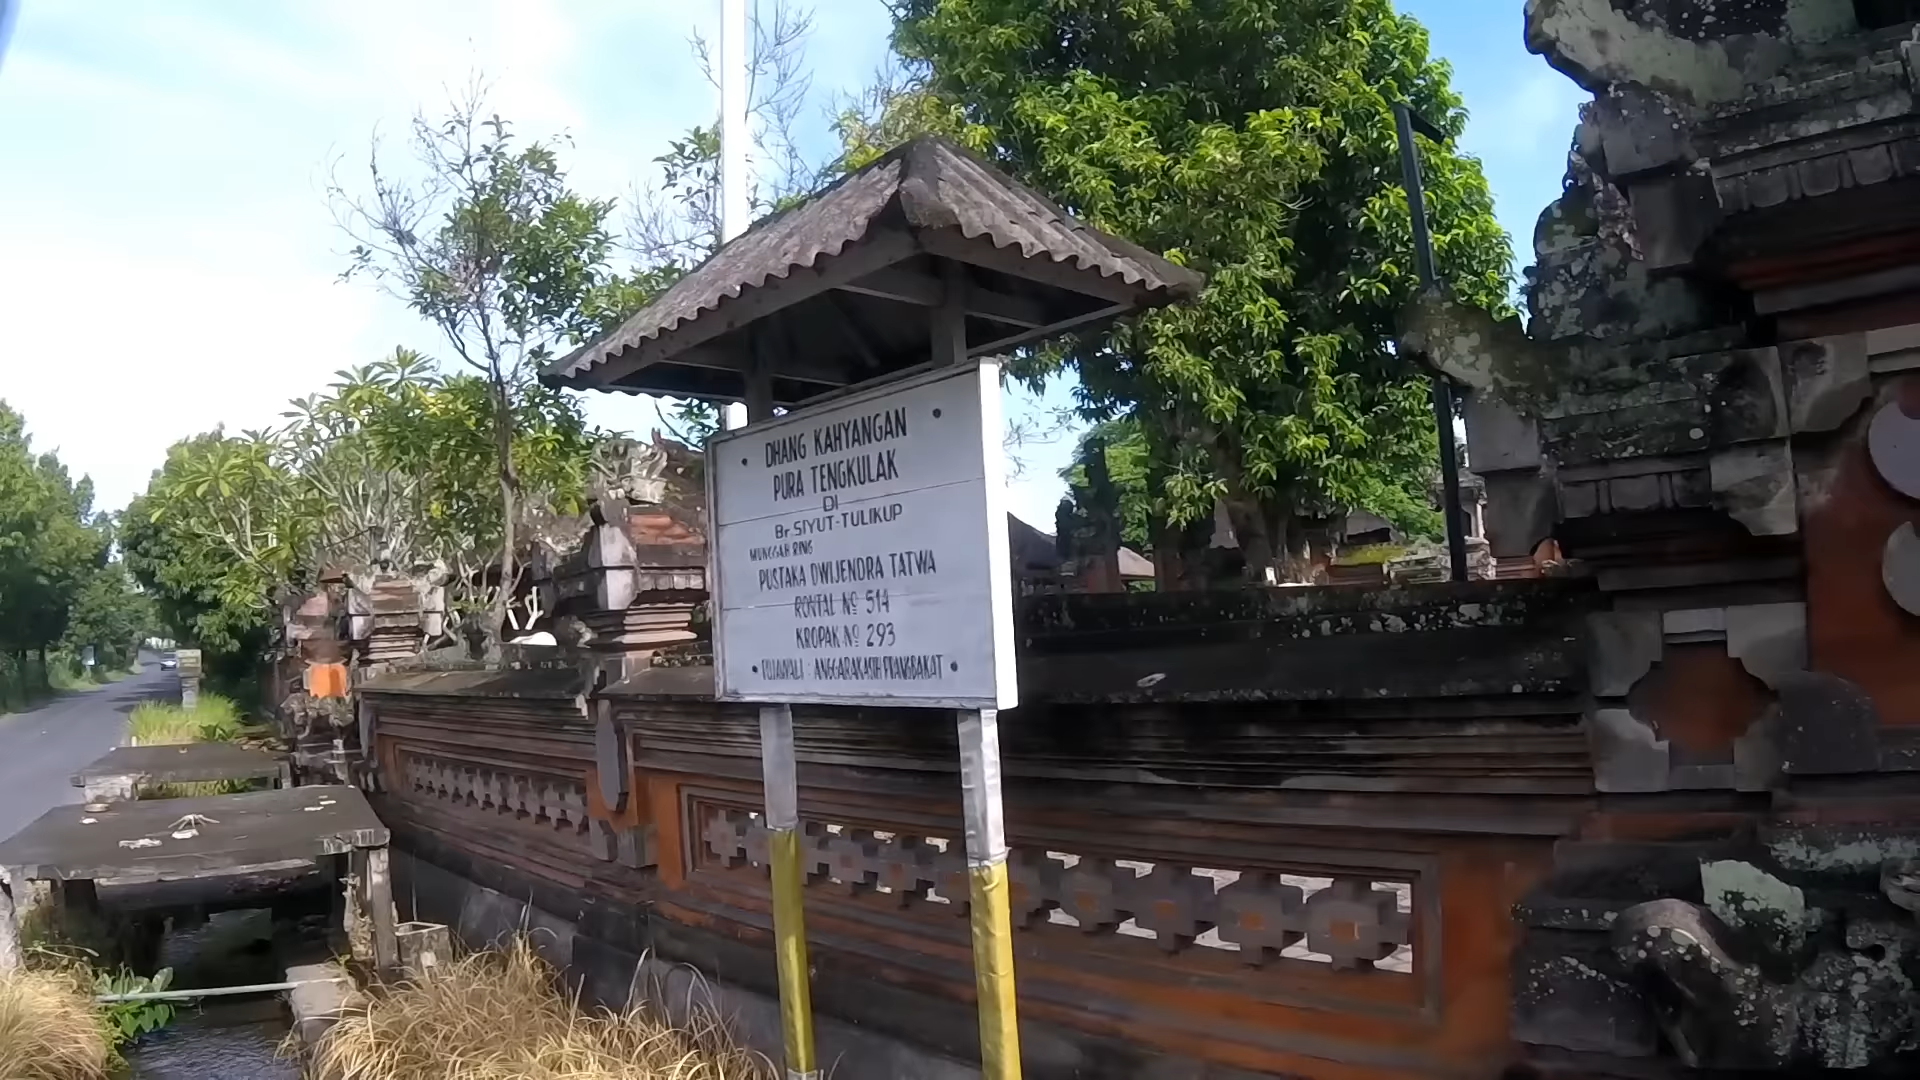 DHANG KAHYANGAN
PURA TENGKULAK
DI
Br. SIYUT-TULIKUP
MUNGGAH RING
PUSTAKA DWIJENDRA TATWA
RONTAL Nº 514
KROPAK Nº 293
PUJAWALI : ANGGARAKASIH PRANGBAKAT